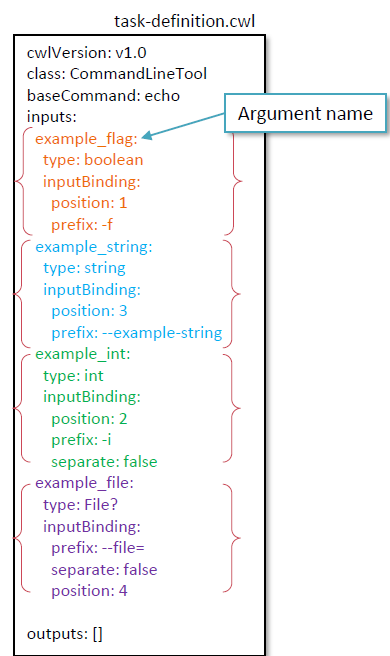 task-definition.cwl
cwlVersion: v1.0
class: CommandLineTool
baseCommand: echo
inputs:
Argument name
example_flag:
type: boolean
inputBinding:
position: 1
prefix: -f
example_string:
type: string
inputBinding:
position: 3
prefix: --example-string
example_int:
type: int
inputBinding:
position: 2
prefix: -i
separate: false
example_file:
type: File?
inputBinding:
prefix: --file=
separate: false
position: 4
outputs: []